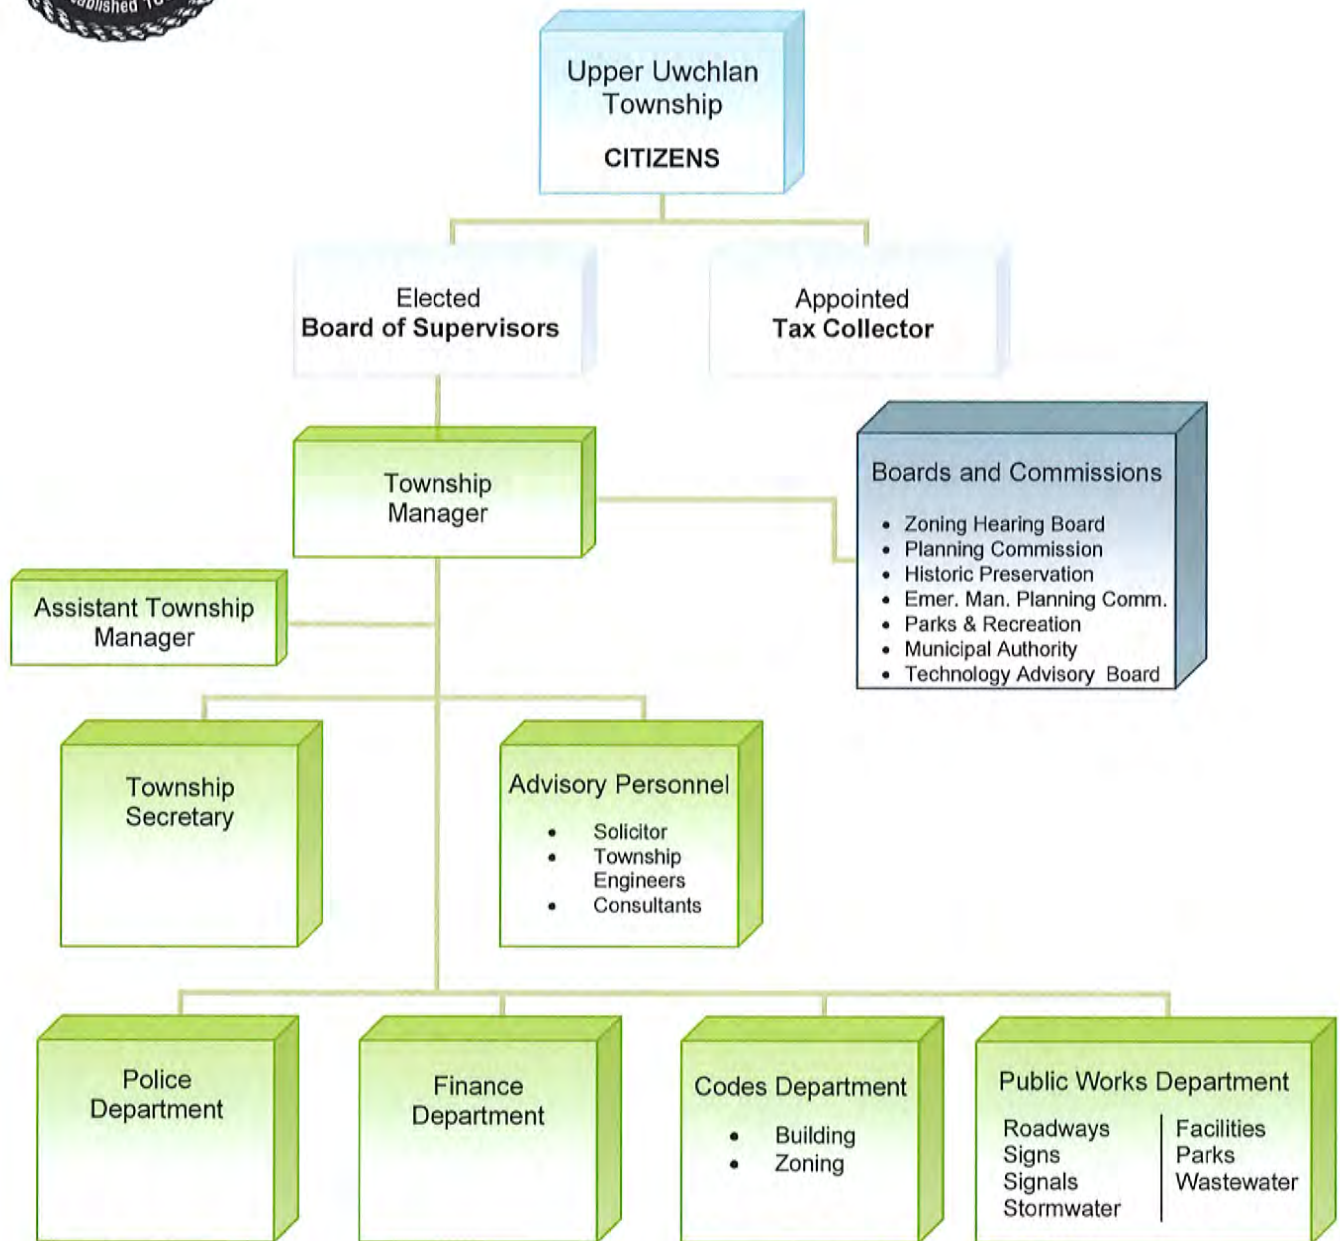 Upper Uwchlan
Township
CITIZENS
Elected
Board of Supervisors
Appointed
Tax Collector
Township
Manager
Boards and Commissions
• Zoning Hearing Board
• Planning Commission
• Historic Preservation
• Emer. Man. Planning Comm.
• Parks & Recreation
• Municipal Authority
• Technology Advisory Board
Assistant Township
Manager
Township
Secretary
Advisory Personnel
• Solicitor
• Township
Engineers
• Consultants
Police
Department
Finance
Department
Codes Department
• Building
• Zoning
Public Works Department
Roadways
Signs
Signals
Stormwater
Facilities
Parks
Wastewater